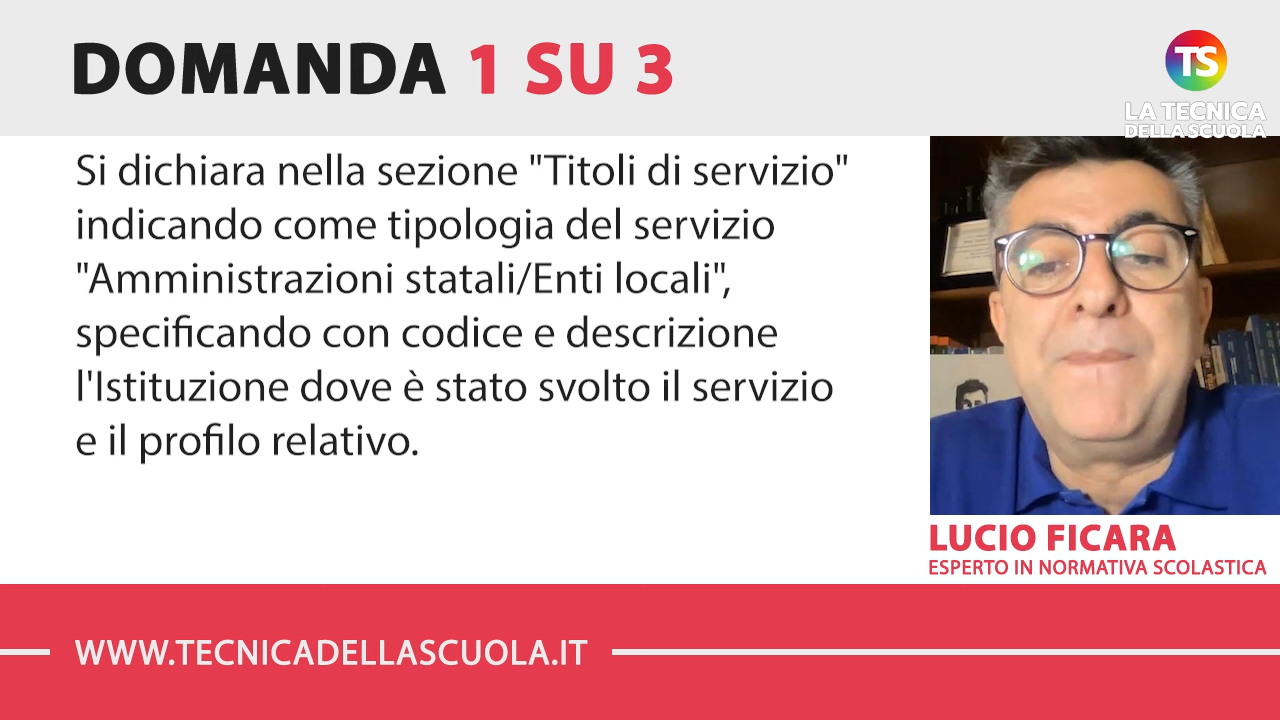 DOMANDA 1 SU 3
TS
LA TECNICA
DELLA SCUOLA
Si dichiara nella sezione "Titoli di servizio"
indicando come tipologia del servizio
"Amministrazioni statali/Enti locali",
specificando con codice e descrizione
l'Istituzione dove è stato svolto il servizio
e il profilo relativo.
LUCIO FICARA
ESPERTO IN NORMATIVA SCOLASTICA
WWW.TECNICADELLASCUOLA.IT